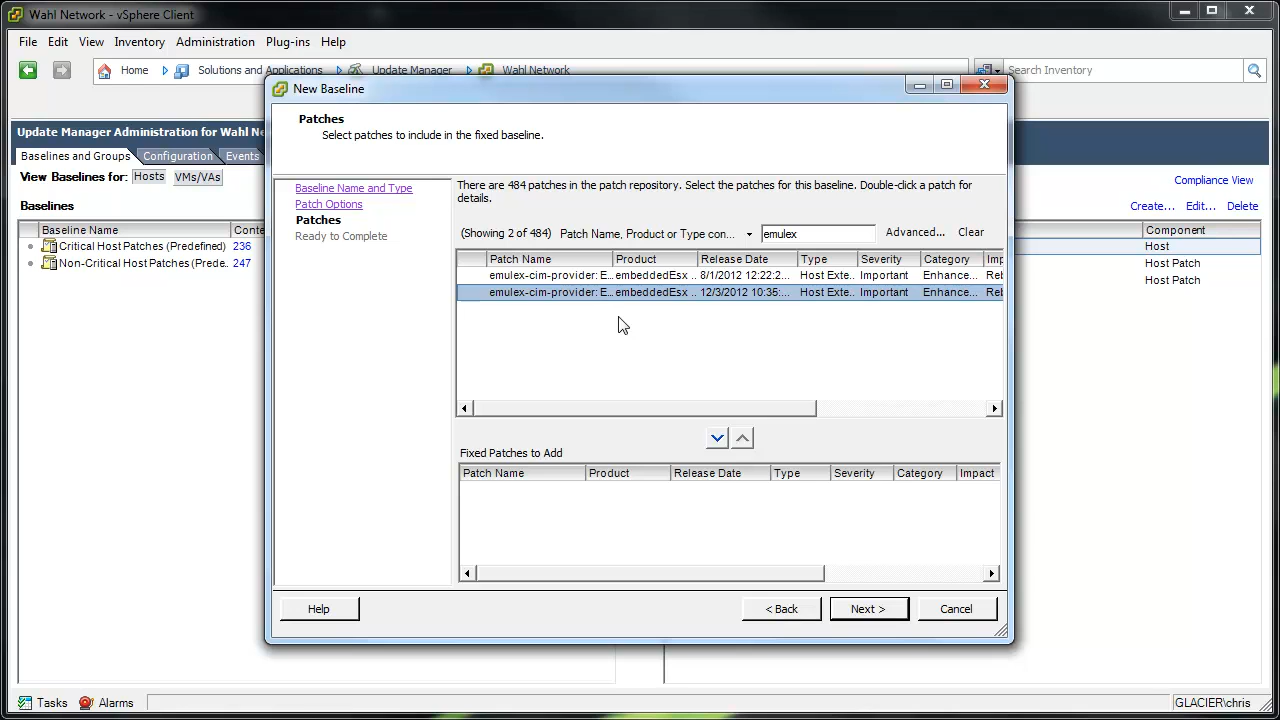 Wahl Network - vSphere Client
File Edit View Inventory Administration Plug-ins Help
Home Solutions and Applications Update Manager Wahl Network Search Inventory
New Baseline
Patches
Select patches to include in the fixed baseline.
Update Manager Administration for Wahl Ne
Baselines and Groups Configuration Events
View Baselines for: Hosts VMs/VAs
Compliance View
Baselines
Create... Edit... Delete
Baseline Name Conte Component
Critical Host Patches (Predefined) 236 Host
Non-Critical Host Patches (Prede... 247 Host Patch
Host Patch
Baseline Name and Type
Patch Options
Patches
Ready to Complete
There are 484 patches in the patch repository. Select the patches for this baseline. Double-click a patch for
details.
(Showing 2 of 484) Patch Name, Product or Type con... emulex Advanced... Clear
Patch Name Product Release Date Type Severity Category Imp
emulex-cim-provider: E... embeddedEsx ... 8/1/2012 12:22:2... Host Exte... Important Enhance... Reb
emulex-cim-provider: E... embeddedEsx ... 12/3/2012 10:35:... Host Exte... Important Enhance... Reb
Fixed Patches to Add
Patch Name Product Release Date Type Severity Category Impact
Help < Back Next > Cancel
Tasks Alarms GLACIER\chris